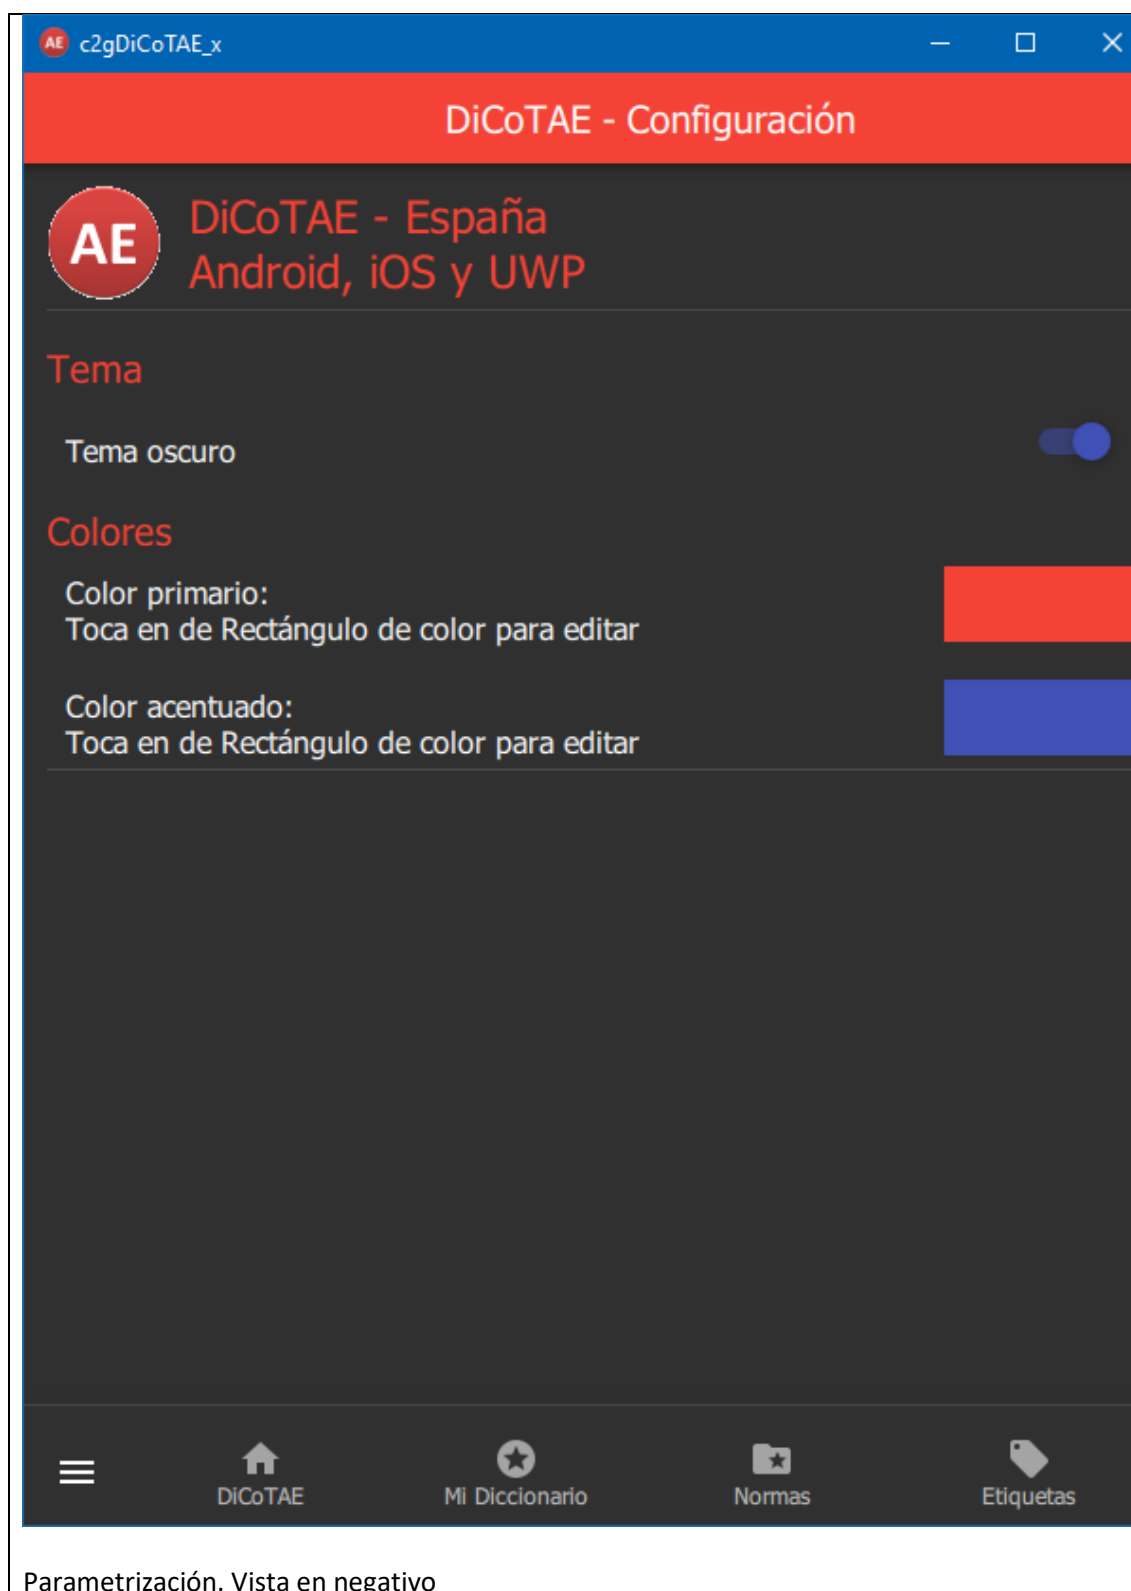 AE c2gDiCoTAE_x
DiCoTAE - Configuración
AE
DiCoTAE - España
Android, iOS y UWP
Tema
Tema oscuro
Colores
Color primario:
Toca en de Rectángulo de color para editar
Color acentuado:
Toca en de Rectángulo de color para editar
DiCoTAE Mi Diccionario Normas Etiquetas
Parametrización. Vista en negativo